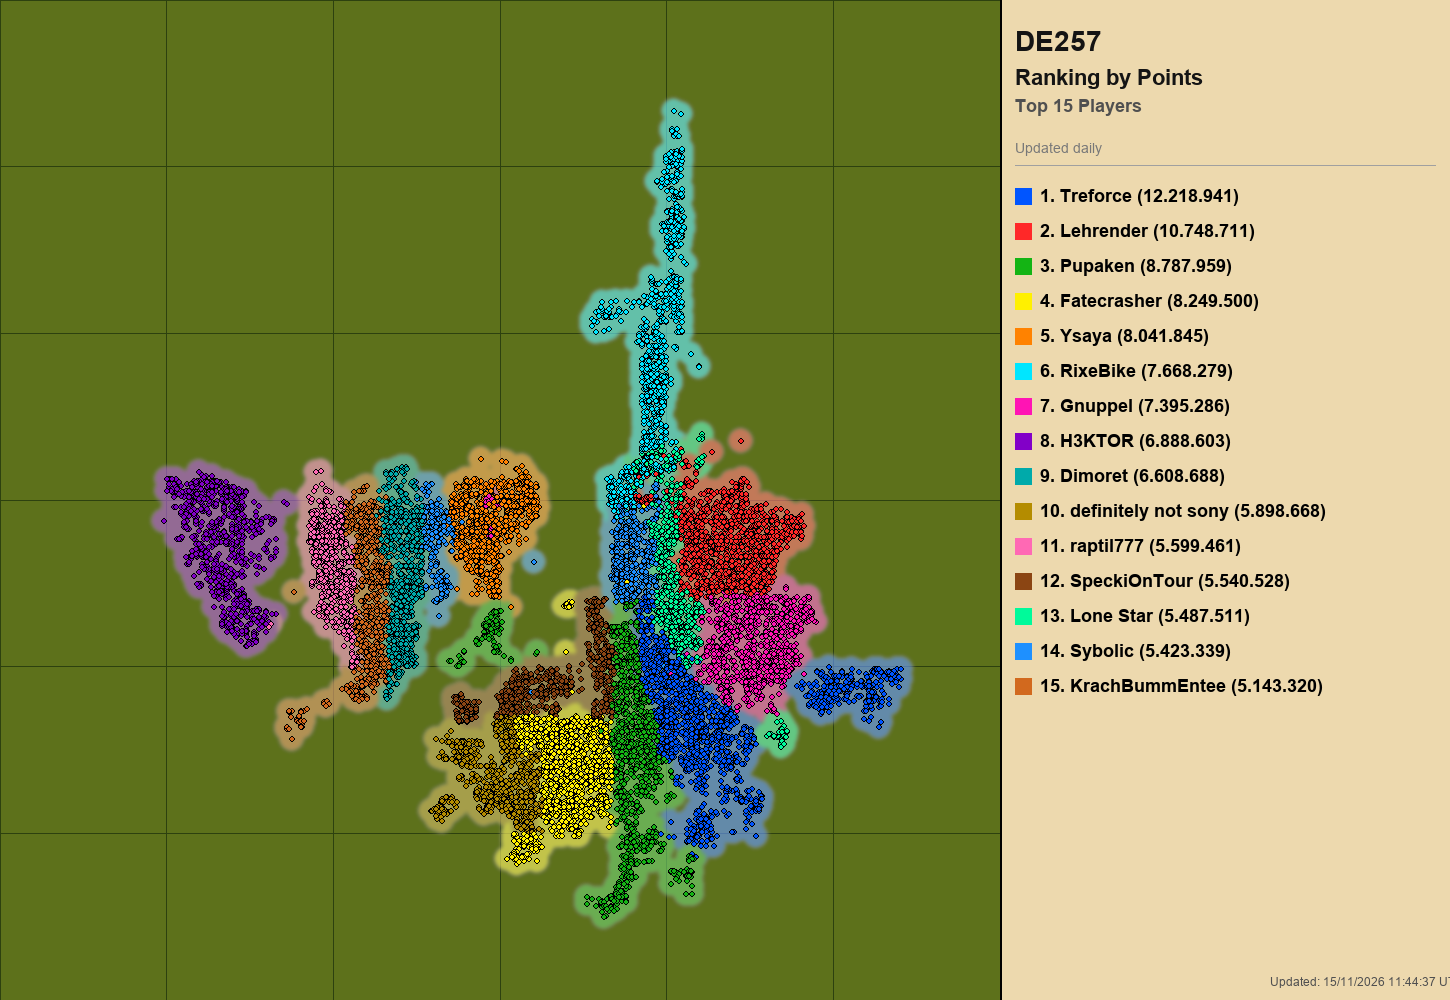 DE257
Ranking by Points
Top 15 Players
Updated daily
1. Treforce (12.218.941)
2. Lehrender (10.748.711)
3. Pupaken (8.787.959)
4. Fatecrasher (8.249.500)
5. Ysaya (8.041.845)
6. RixeBike (7.668.279)
7. Gnuppel (7.395.286)
8. H3KTOR (6.888.603)
9. Dimoret (6.608.688)
10. definitely not sony (5.898.668)
11. raptil777 (5.599.461)
12. SpeckiOnTour (5.540.528)
13. Lone Star (5.487.511)
14. Sybolic (5.423.339)
15. KrachBummEntee (5.143.320)
Updated: 15/11/2026 11:44:37